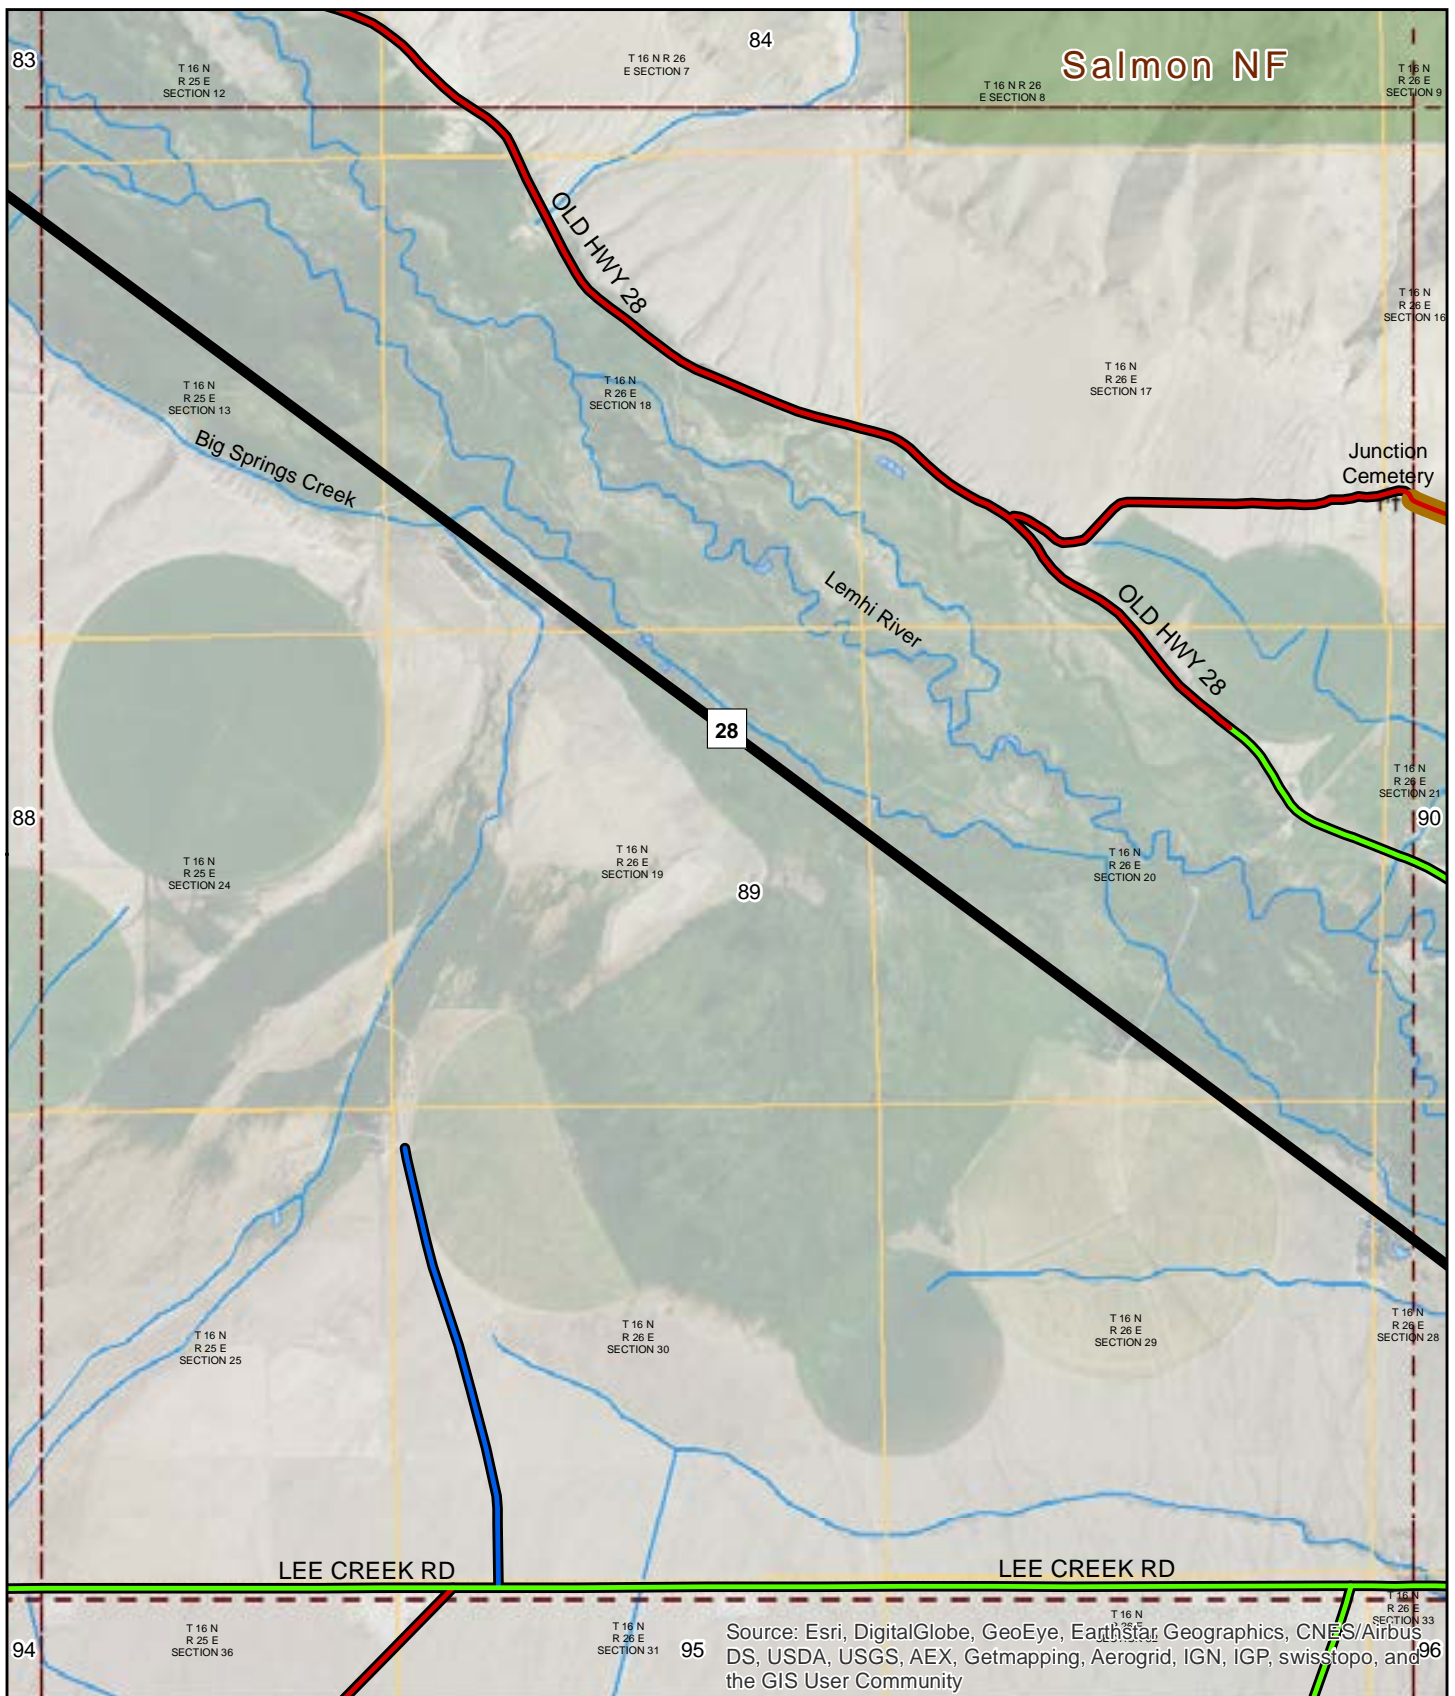 83
84
Salmon NF
T 16 N
R 25 E
SECTION 12
T 16 N R 26
E SECTION 7
T 16 N R 26
E SECTION 8
T 16 N
R 26 E
SECTION 9
OLD HWY 28
T 16 N
R 26 E
SECTION 16
T 16 N
R 25 E
SECTION 13
T 16 N
R 26 E
SECTION 18
T 16 N
R 26 E
SECTION 17
Big Springs Creek
Junction
Cemetery
Lemhi River
OLD HWY 28
28
T 16 N
R 26 E
SECTION 21
88
90
T 16 N
R 25 E
SECTION 24
T 16 N
R 26 E
SECTION 19
T 16 N
R 26 E
SECTION 20
89
T 16 N
R 25 E
SECTION 25
T 16 N
R 26 E
SECTION 30
T 16 N
R 26 E
SECTION 29
T 16 N
R 26 E
SECTION 28
LEE CREEK RD
LEE CREEK RD
94
T 16 N
R 25 E
SECTION 36
T 16 N
R 26 E
SECTION 31
95
T 16 N
T 16 N
R 26 E
SECTION 33
96
Source: Esri, DigitalGlobe, GeoEye, Earthstar Geographics, CNES/Airbus
DS, USDA, USGS, AEX, Getmapping, Aerogrid, IGN, IGP, swisstopo, and
the GIS User Community